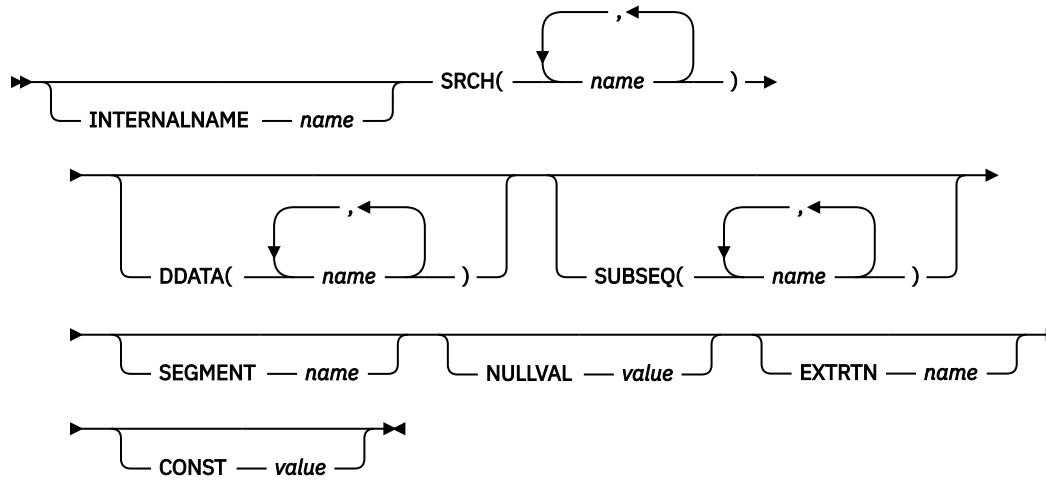 ,
SRCH( name )
INTERNALNAME name
, ,
DDATA( name ) SUBSEQ( name )
SEGMENT name NULLVAL value EXTRTN name
CONST value